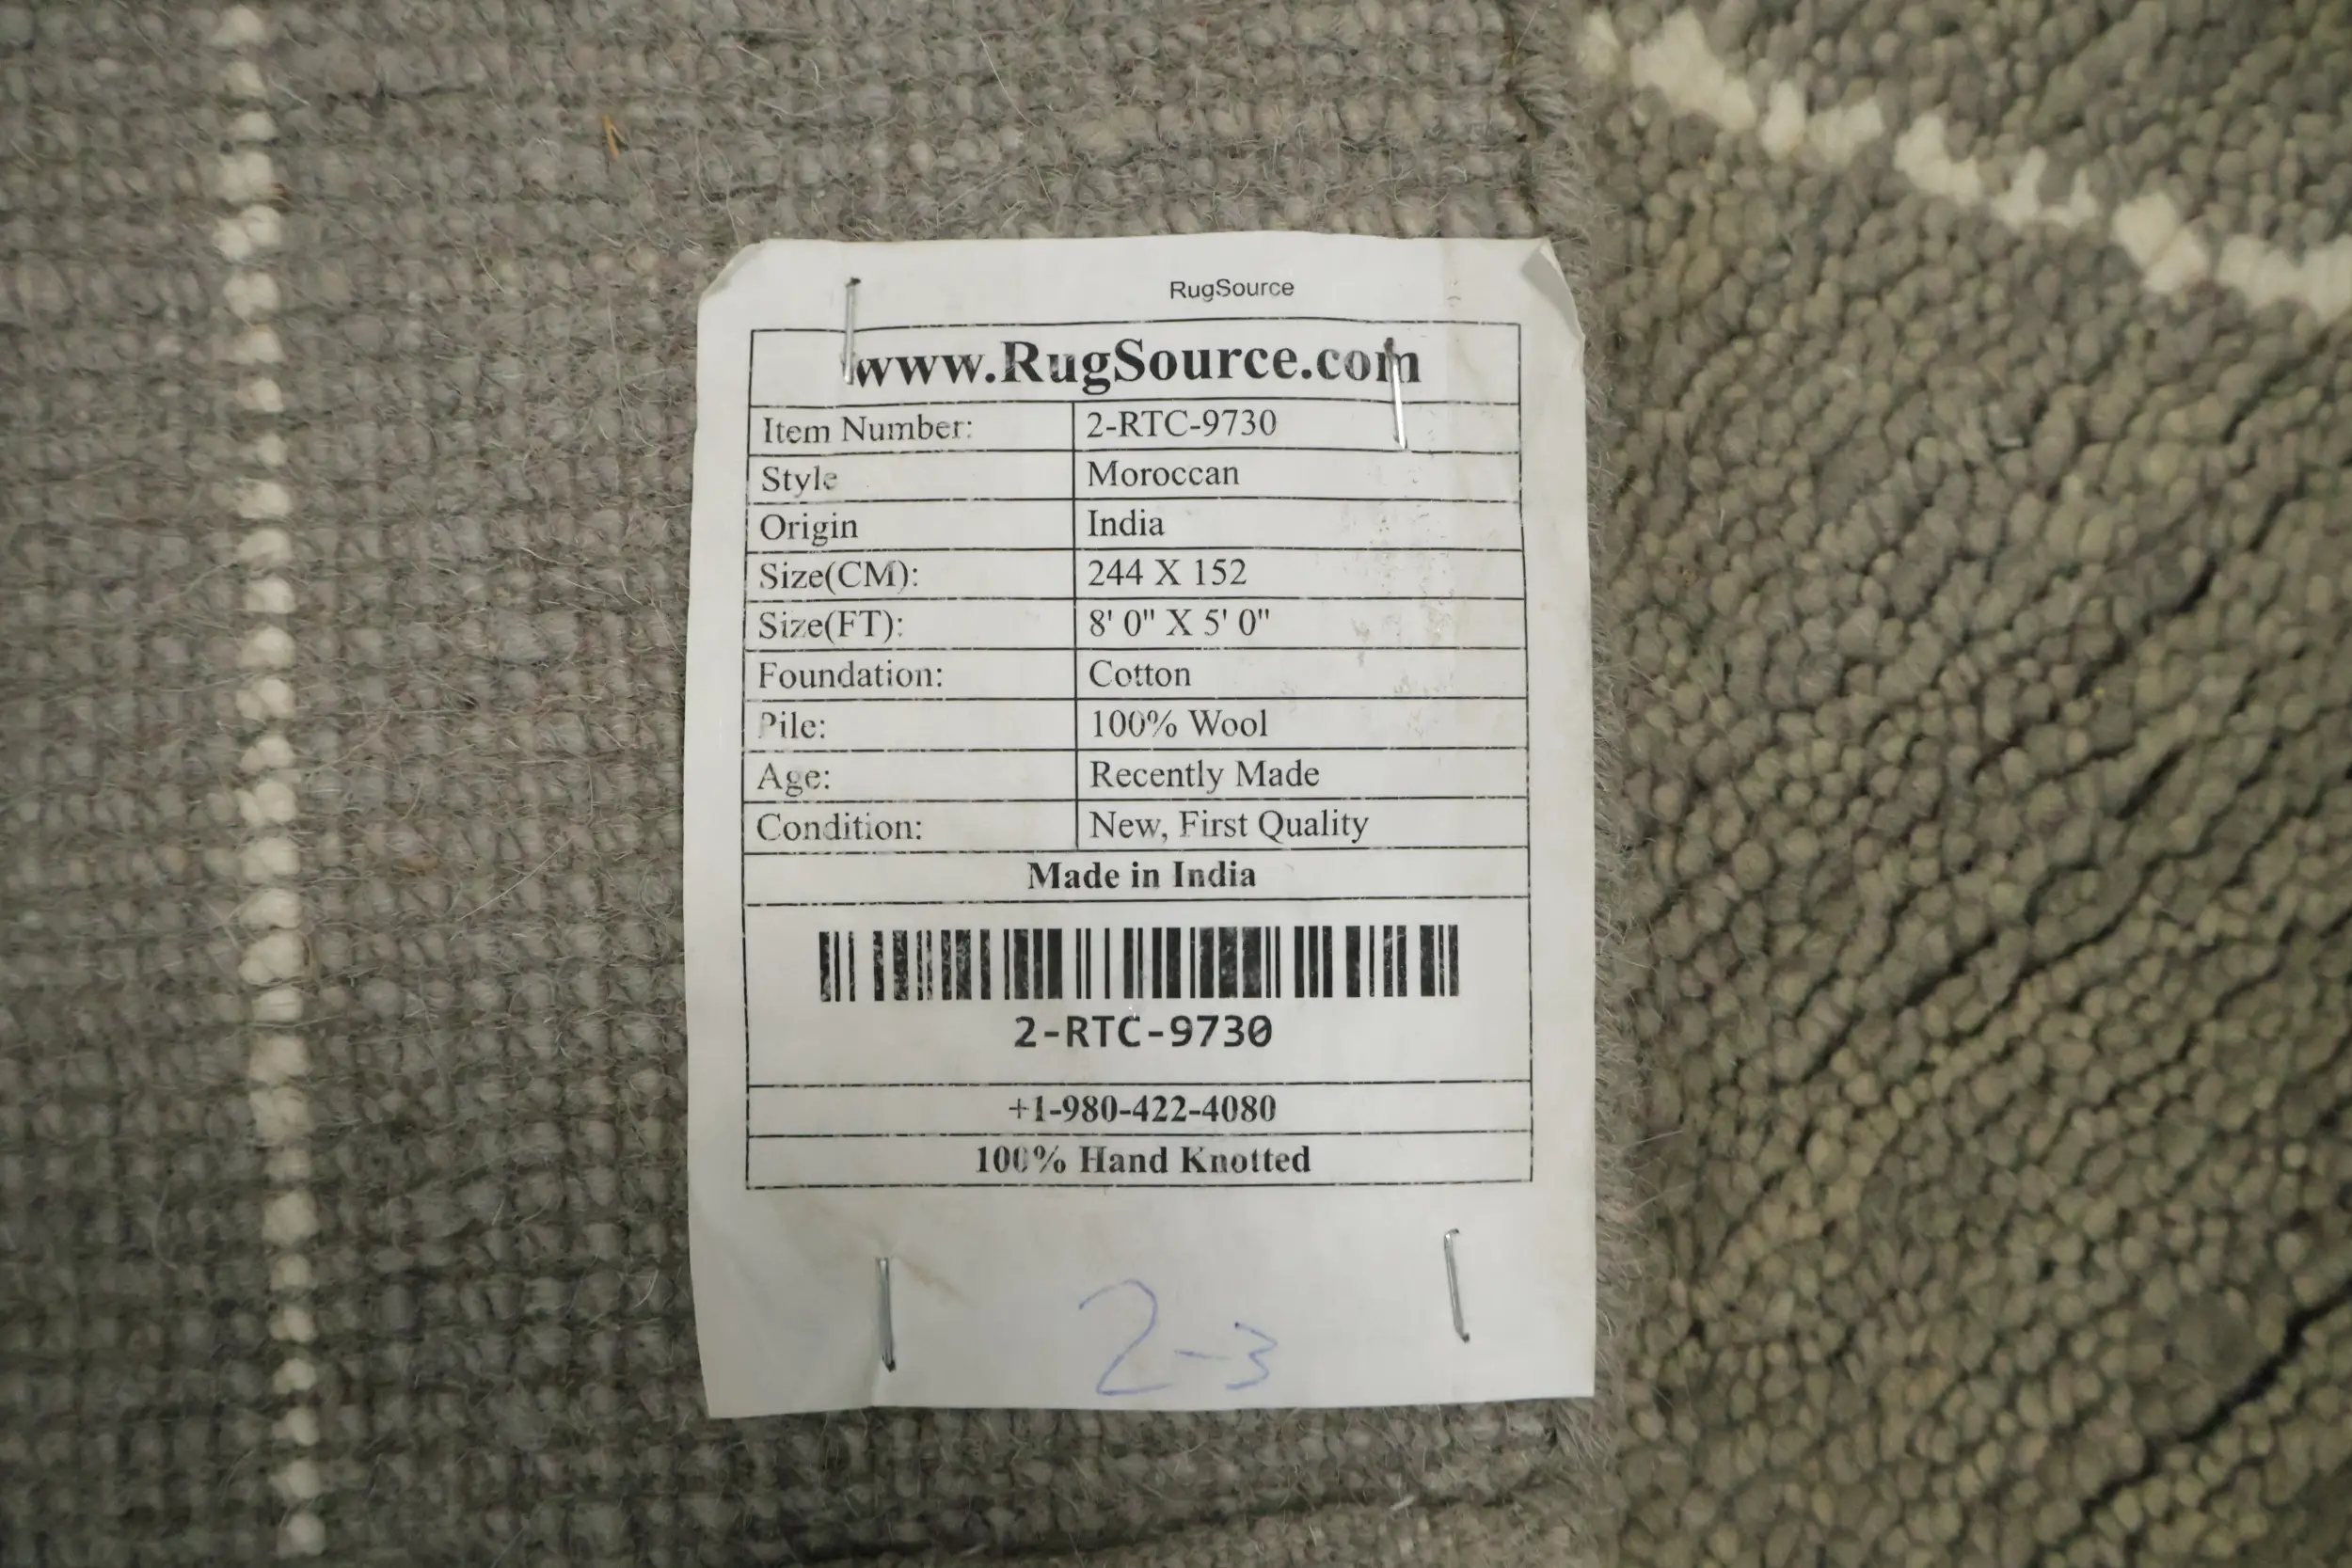 RugSource
www.RugSource.com
Item Number: 2-RTC-9730
Style Moroccan
Origin India
Size(CM): 244 X 152
Size(FT): 8' 0" X 5' 0"
Foundation: Cotton
Pile: 100% Wool
Age: Recently Made
Condition: New, First Quality
Made in India
2-RTC-9730
+1-980-422-4080
100% Hand Knotted
2-3